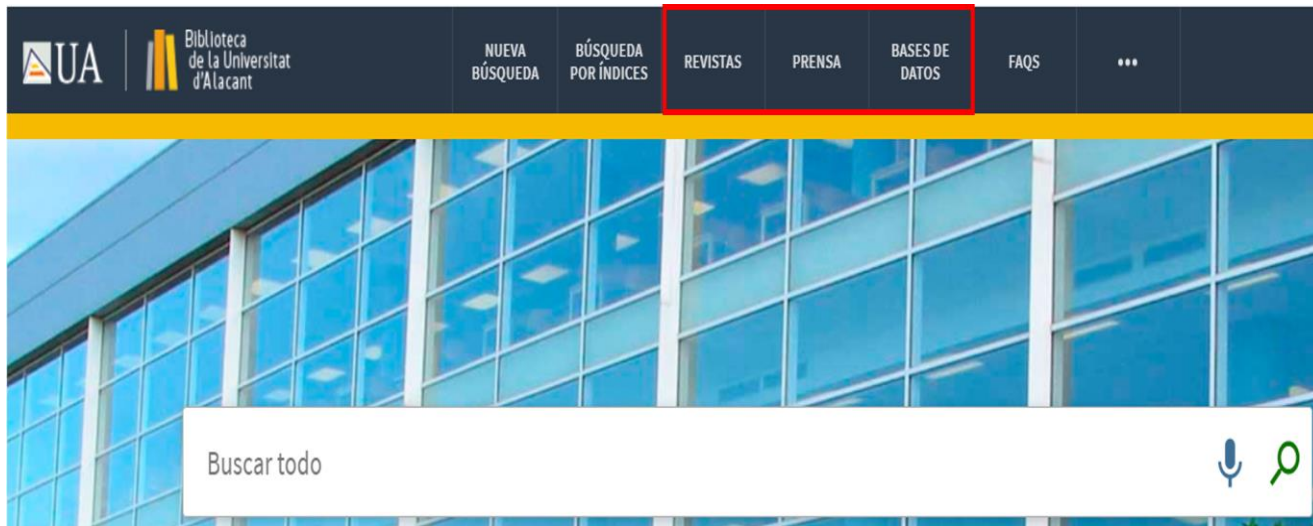 UA
Biblioteca
de la Universitat
d'Alacant
NUEVA
BÚSQUEDA
BÚSQUEDA
POR ÍNDICES
REVISTAS
PRENSA
BASES DE
DATOS
FAQS
•••
Buscar todo